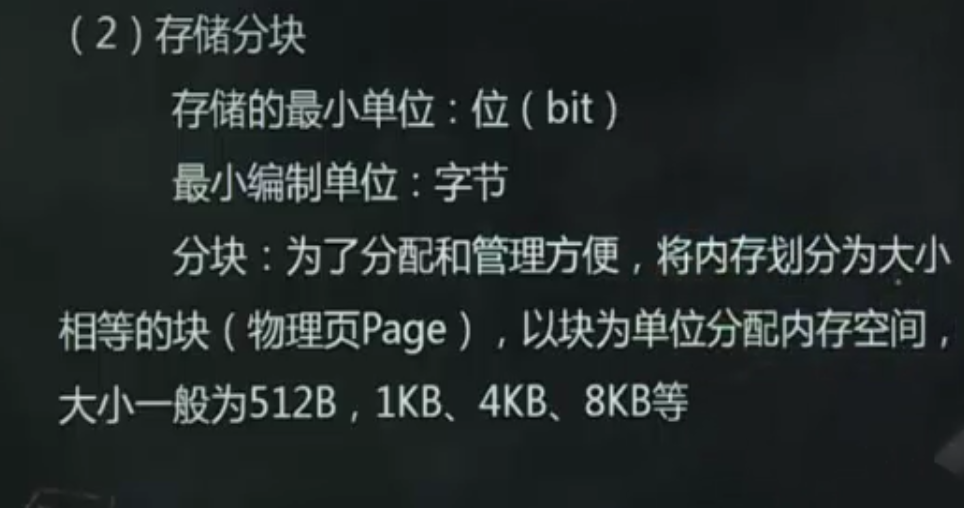 （2）存储分块
存储的最小单位：位（bit）
最小编制单位：字节
分块：为了分配和管理方便，将内存划分为大小
相等的块（物理页Page），以块为单位分配内存空间，
大小一般为512B，1KB、4KB、8KB等